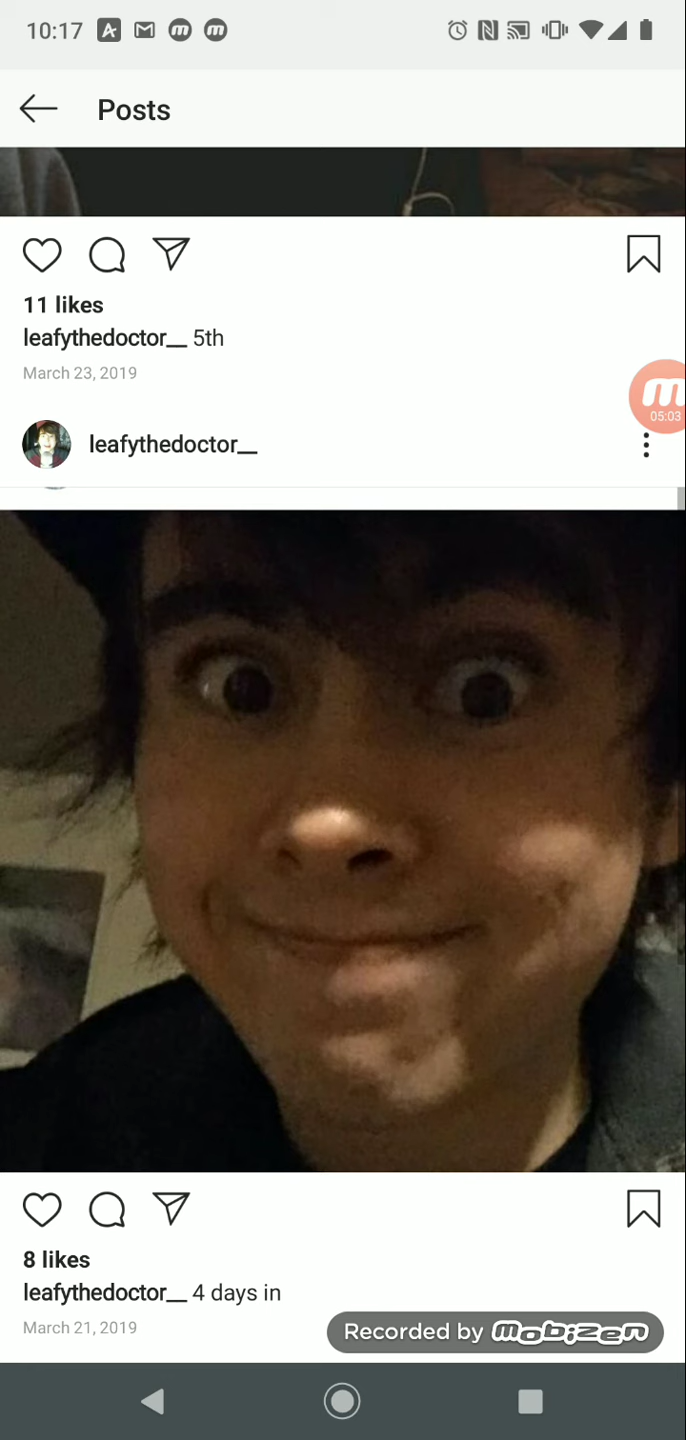 10:17
Posts
11 likes
leafythedoctor__ 5th
March 23, 2019
05:03
leafythedoctor__
8 likes
leafythedoctor__ 4 days in
March 21, 2019
Recorded by mobizen